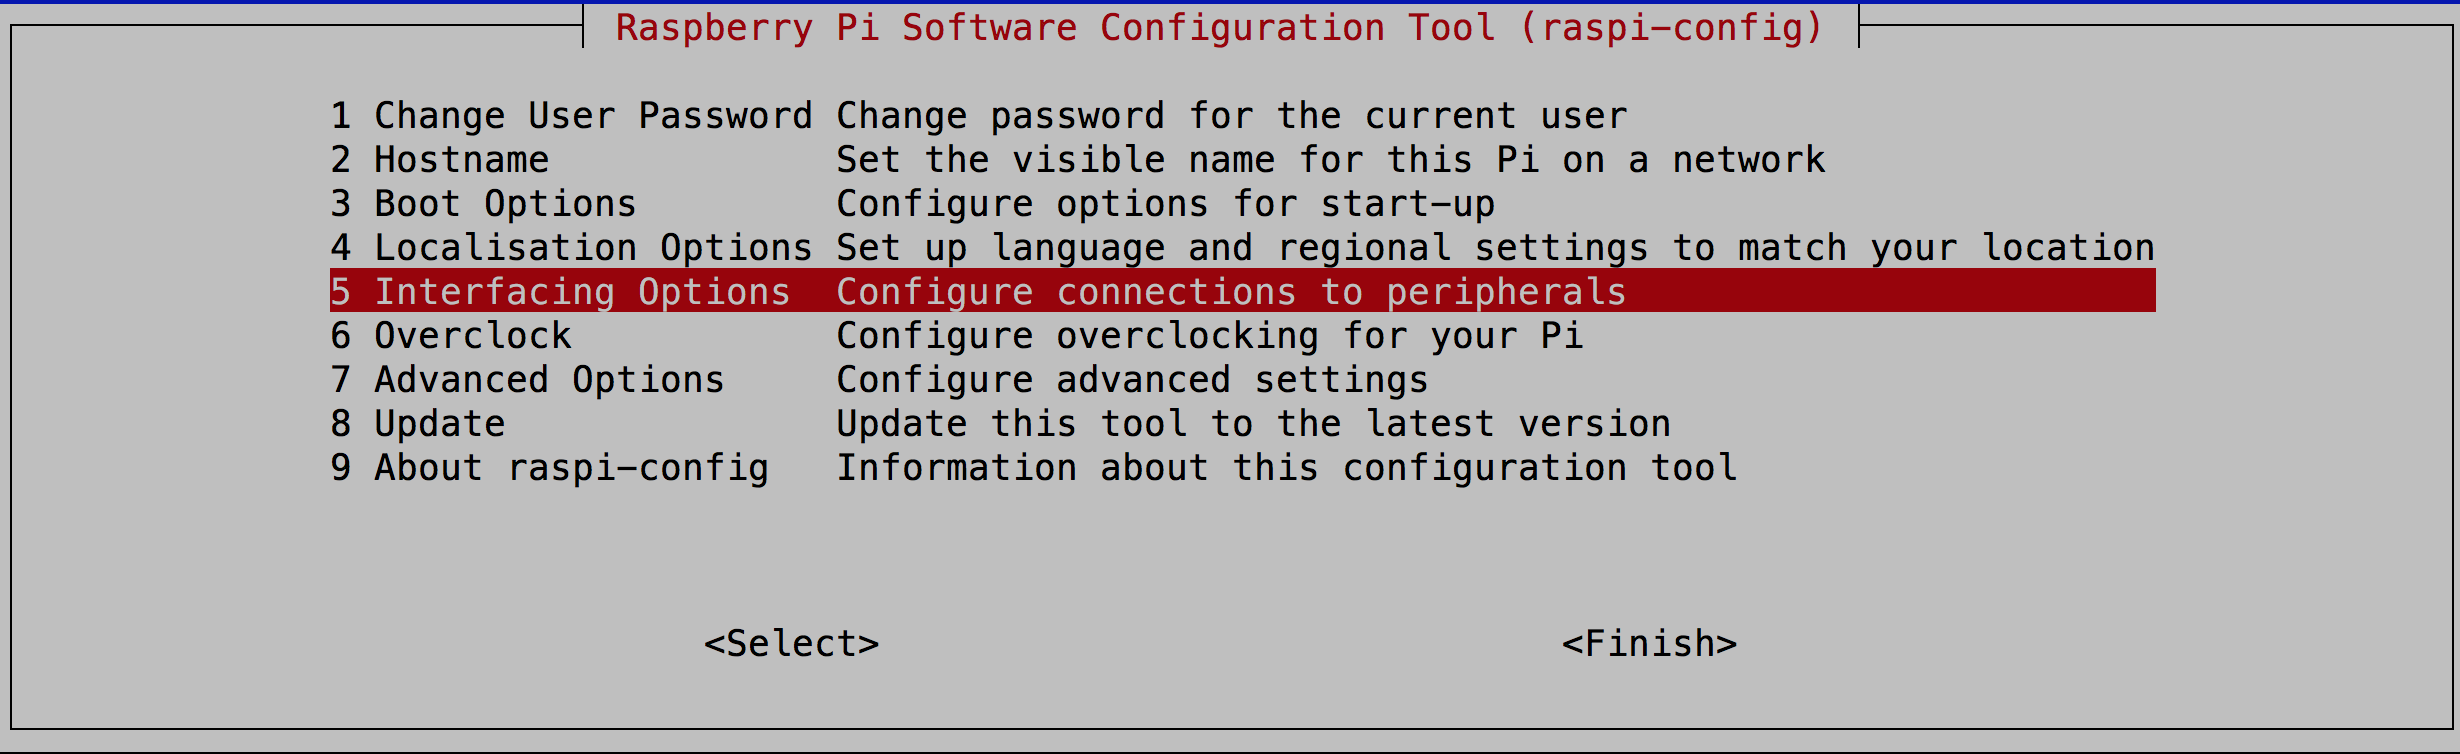 Raspberry Pi Software Configuration Tool (raspi-config)
1 Change User Password Change password for the current user
2 Hostname Set the visible name for this Pi on a network
3 Boot Options Configure options for start-up
4 Localisation Options Set up language and regional settings to match your location
5 Interfacing Options Configure connections to peripherals
6 Overclock Configure overclocking for your Pi
7 Advanced Options Configure advanced settings
8 Update Update this tool to the latest version
9 About raspi-config Information about this configuration tool
<Select> <Finish>